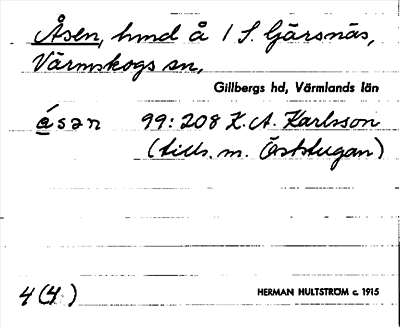 Åsen, hmd å 1 S. Gärsnäs,
Värmskogs sn,
Gillbergs hd, Värmlands län
ǻsən 99:208 K.A. Karlsson
(tills. m. Öststugan)
4(4.) HERMAN HULTSTRÖM c. 1915